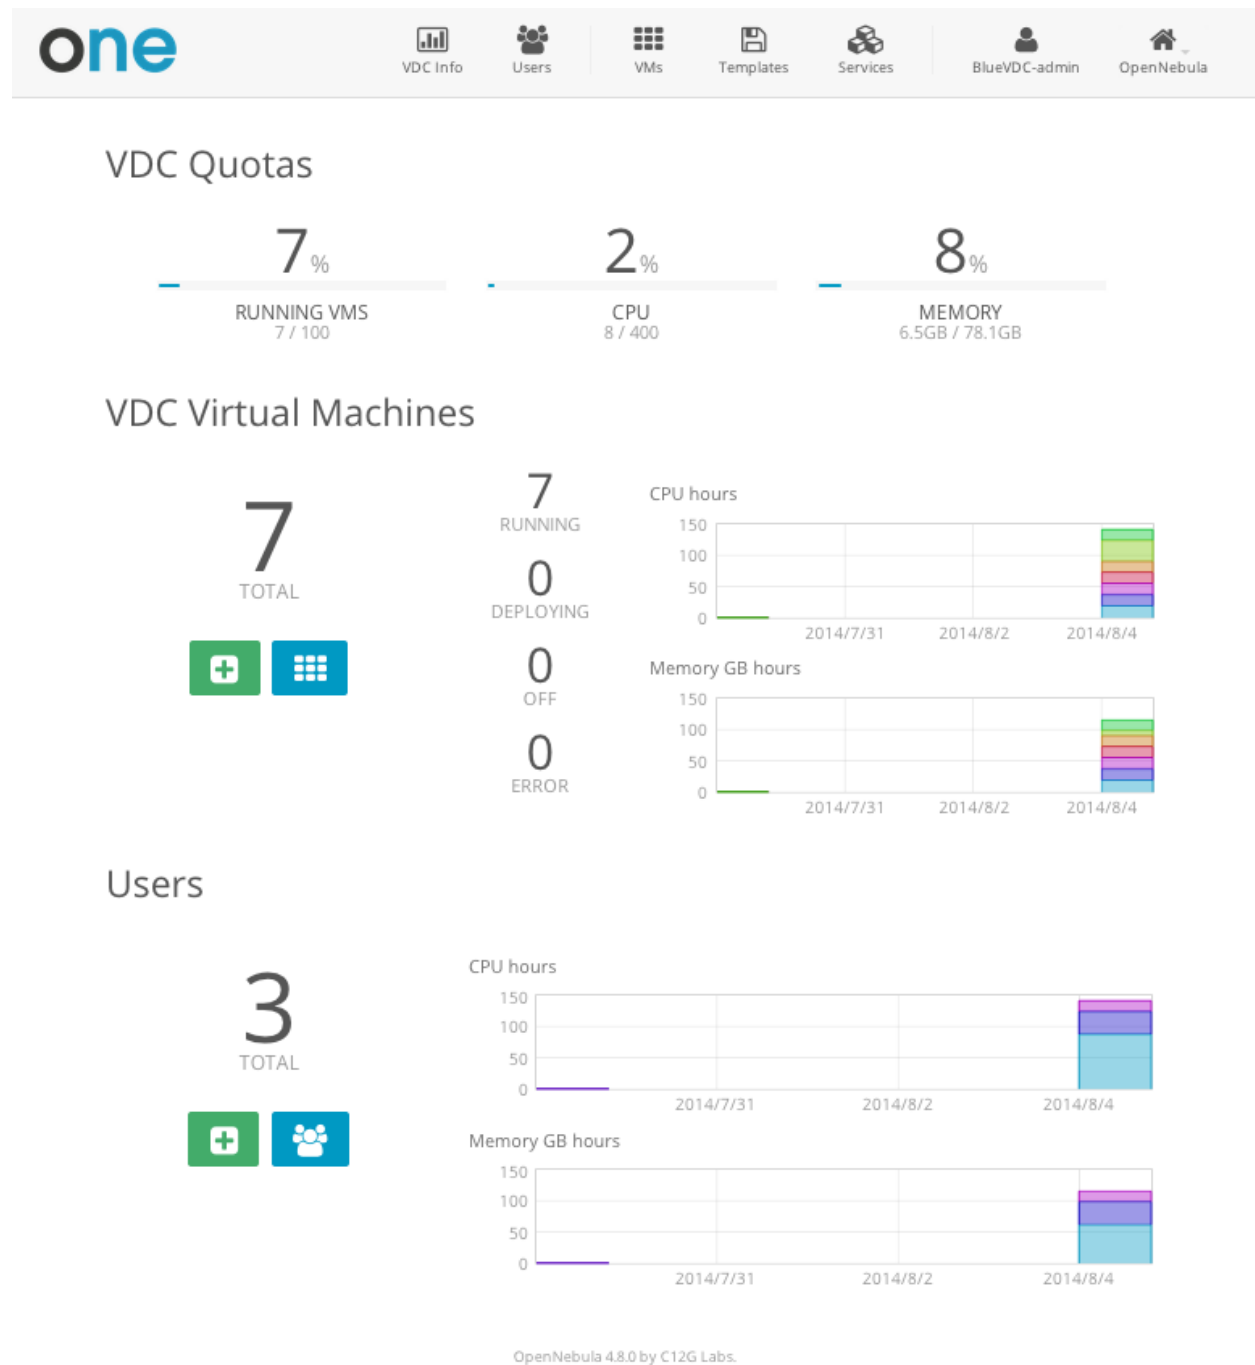 one
VDC Info Users VMs Templates Services BlueVDC-admin OpenNebula
VDC Quotas
7% 2% 8%
RUNNING VMS CPU MEMORY
7 / 100 8 / 400 6.5GB / 78.1GB
VDC Virtual Machines
7
TOTAL
7
RUNNING
0
DEPLOYING
0
OFF
0
ERROR
CPU hours
150
100
50
0
2014/7/31 2014/8/2 2014/8/4
Memory GB hours
150
100
50
0
2014/7/31 2014/8/2 2014/8/4
Users
3
TOTAL
CPU hours
150
100
50
0
2014/7/31 2014/8/2 2014/8/4
Memory GB hours
150
100
50
0
2014/7/31 2014/8/2 2014/8/4
OpenNebula 4.8.0 by C12G Labs.